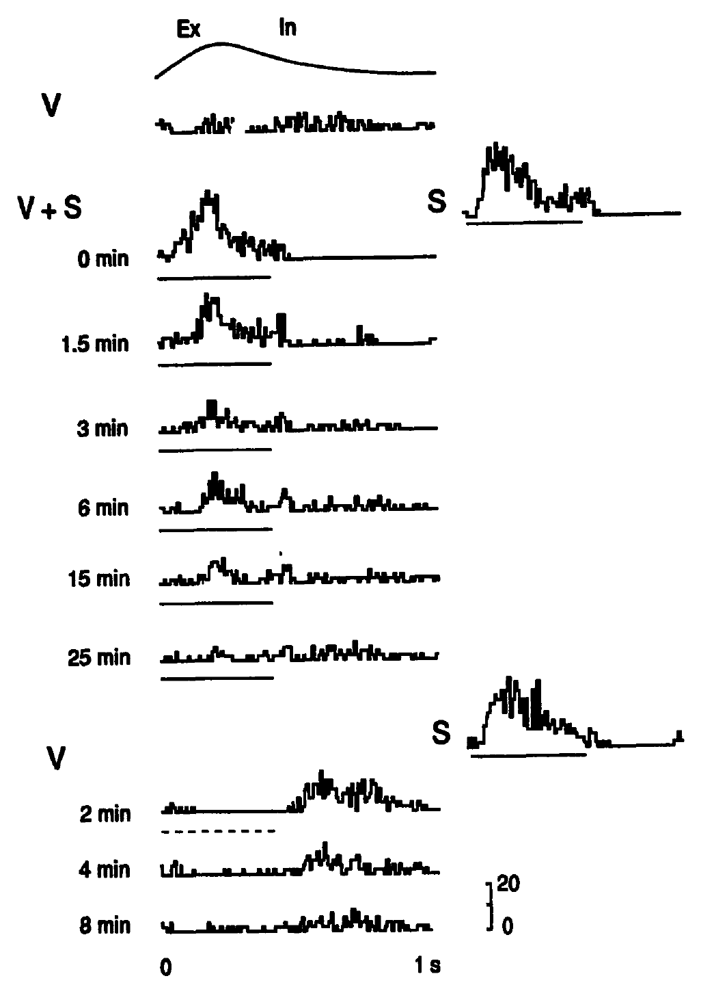 Ex In
V
V + S
S
0 min
1.5 min
3 min
6 min
15 min
25 min
S
V
2 min
4 min
8 min
20
0
0 1 s